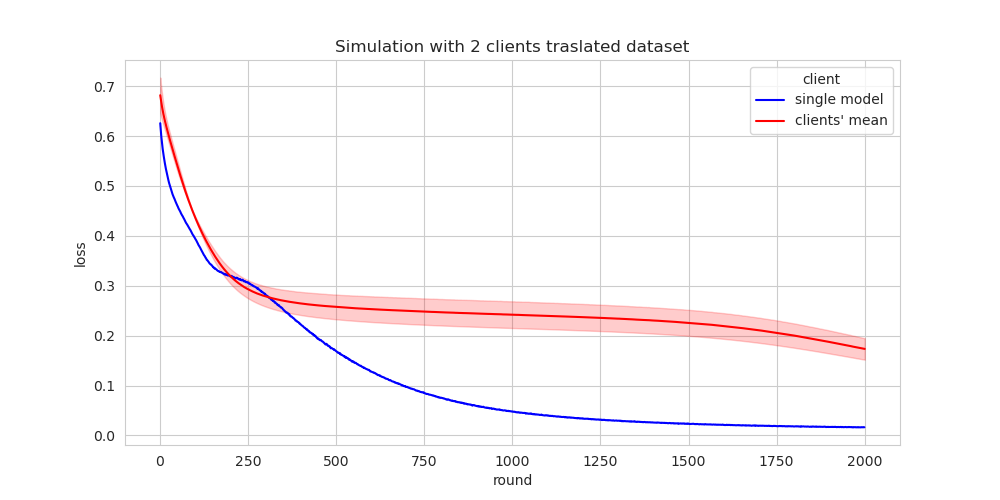 Simulation with 2 clients traslated dataset
client
single model
clients' mean
loss
0.7
0.6
0.5
0.4
0.3
0.2
0.1
0.0
0 250 500 750 1000 1250 1500 1750 2000
round